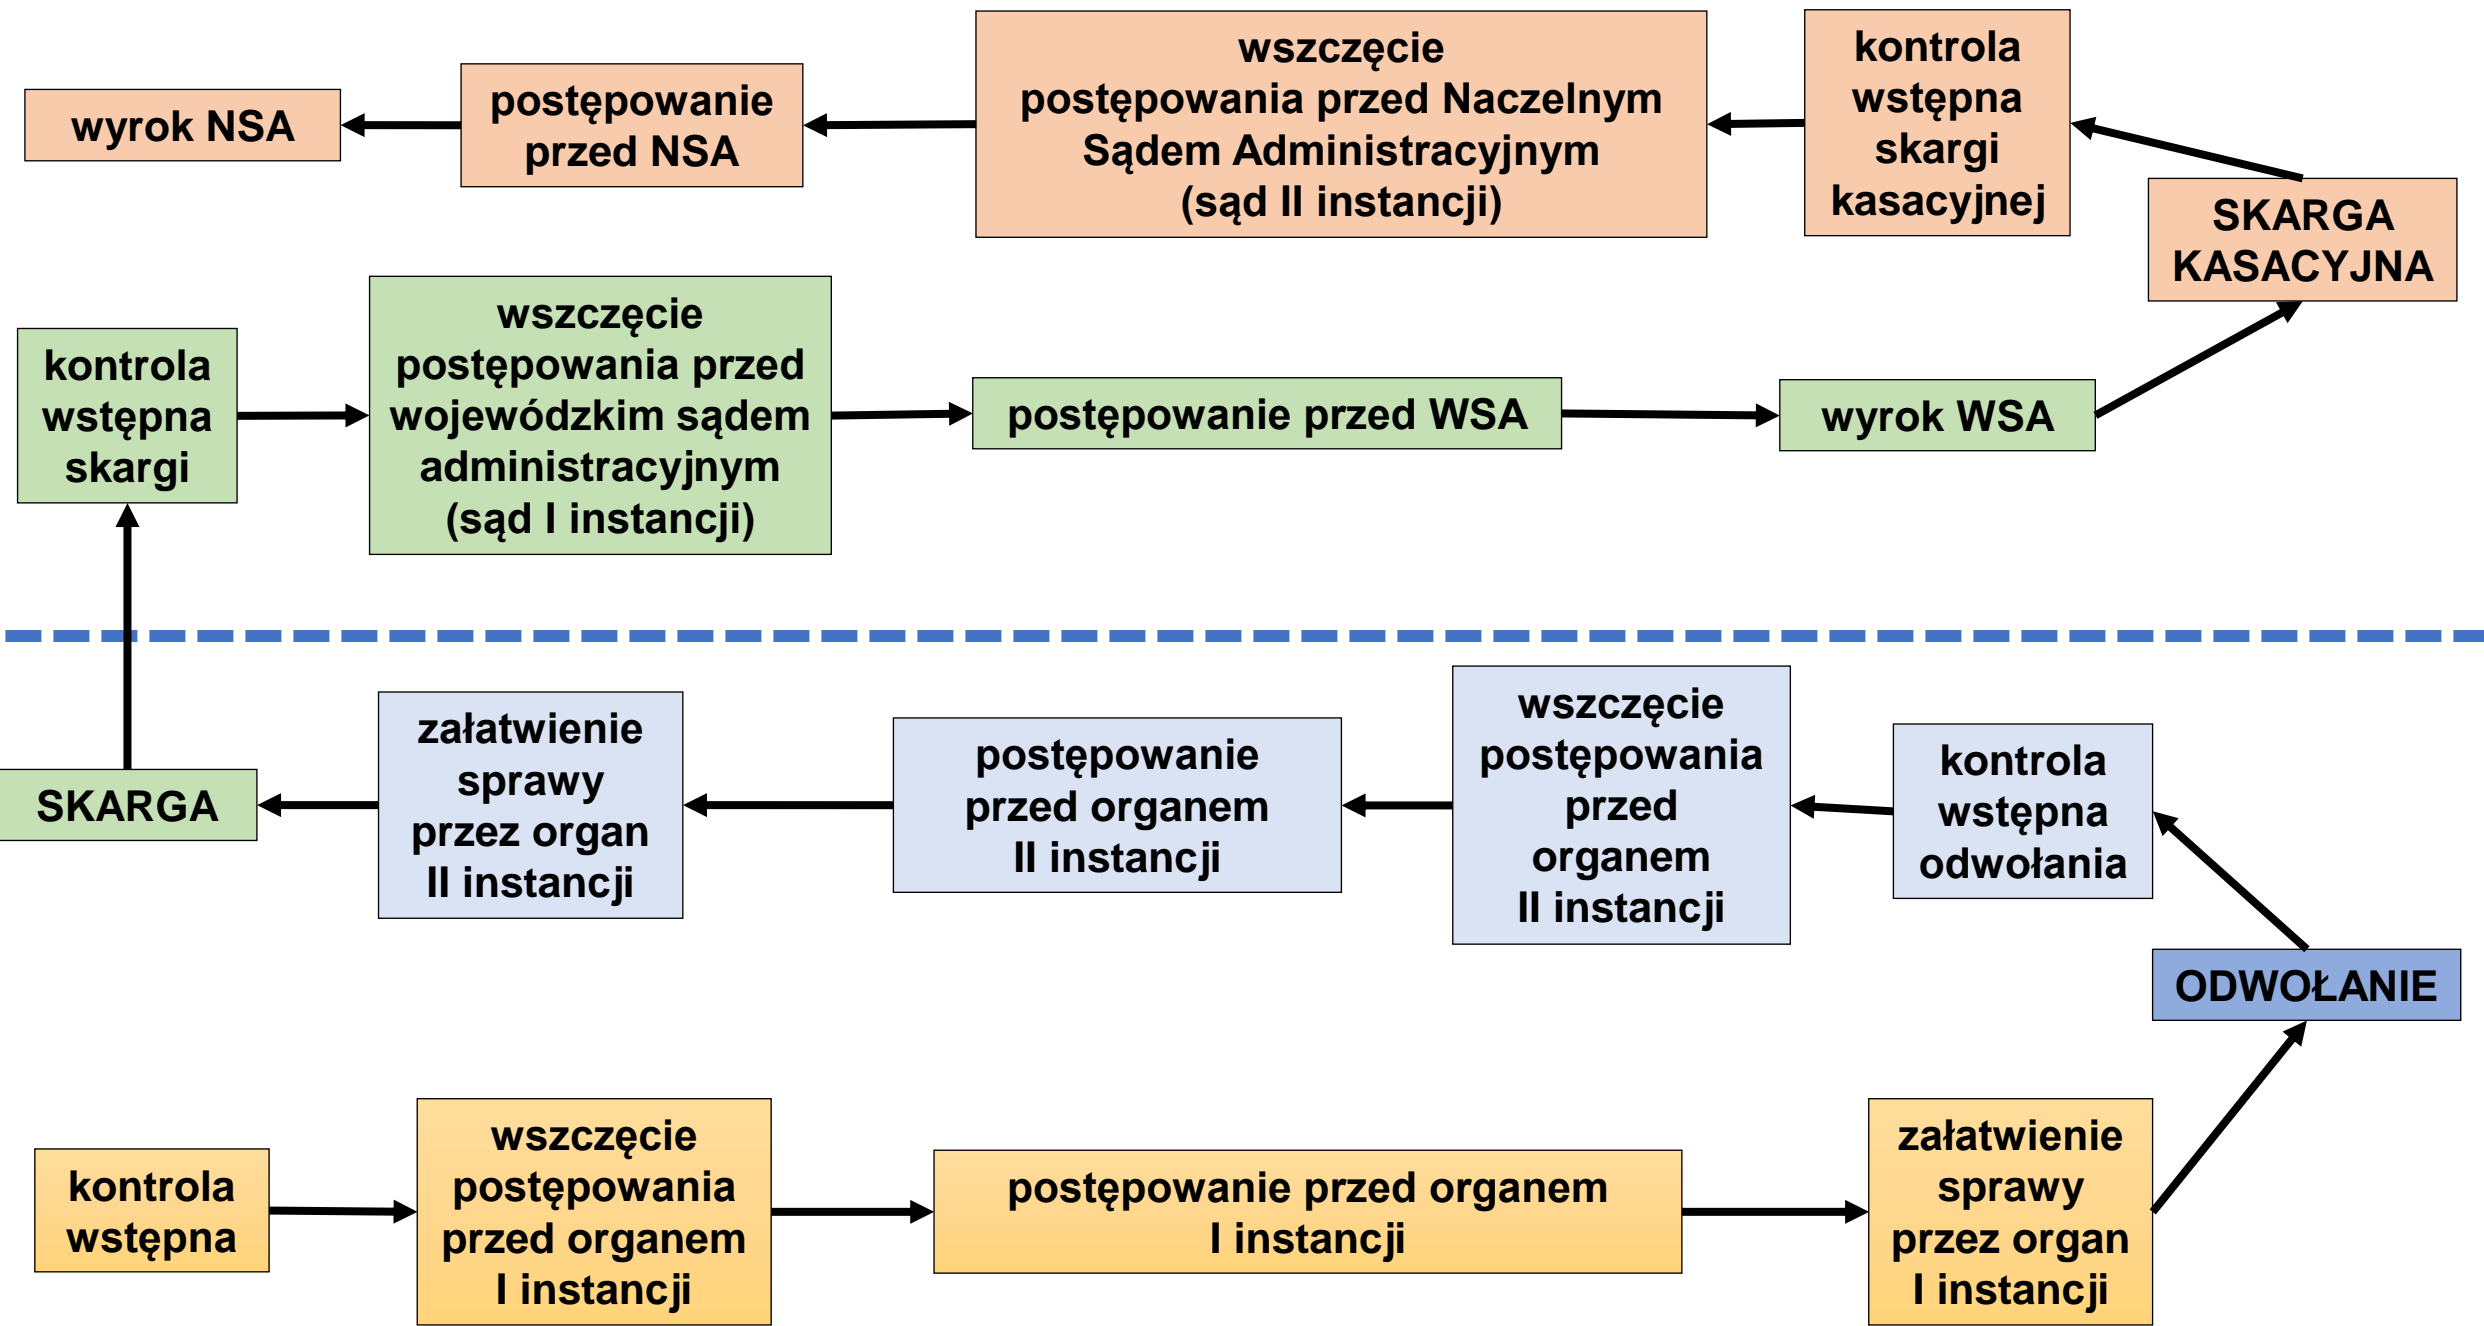 wyrok NSA
postępowanie
przed NSA
wszczęcie
postępowania przed Naczelnym
Sądem Administracyjnym
(sąd II instancji)
kontrola
wstępna
skargi
kasacyjnej
SKARGA
KASACYJNA
kontrola
wstępna
skargi
wszczęcie
postępowania przed
wojewódzkim sądem
administracyjnym
(sąd I instancji)
postępowanie przed WSA
wyrok WSA
SKARGA
załatwienie
sprawy
przez organ
II instancji
postępowanie
przed organem
II instancji
wszczęcie
postępowania
przed
organem
II instancji
kontrola
wstępna
odwołania
ODWOŁANIE
kontrola
wstępna
wszczęcie
postępowania
przed organem
I instancji
postępowanie przed organem
I instancji
załatwienie
sprawy
przez organ
I instancji